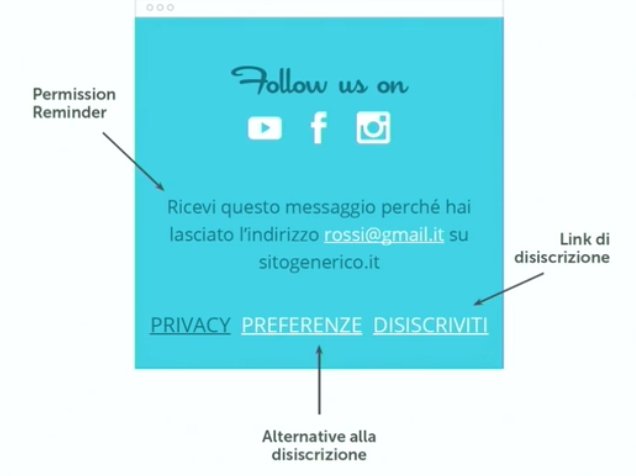 Follow us on
Permission
Reminder
Ricevi questo messaggio perché hai
lasciato l'indirizzo rossi@gmail.it su
sitogenerico.it
Link di
disiscrizione
PRIVACY PREFERENZE DISISCRIVITI
Alternative alla
disiscrizione